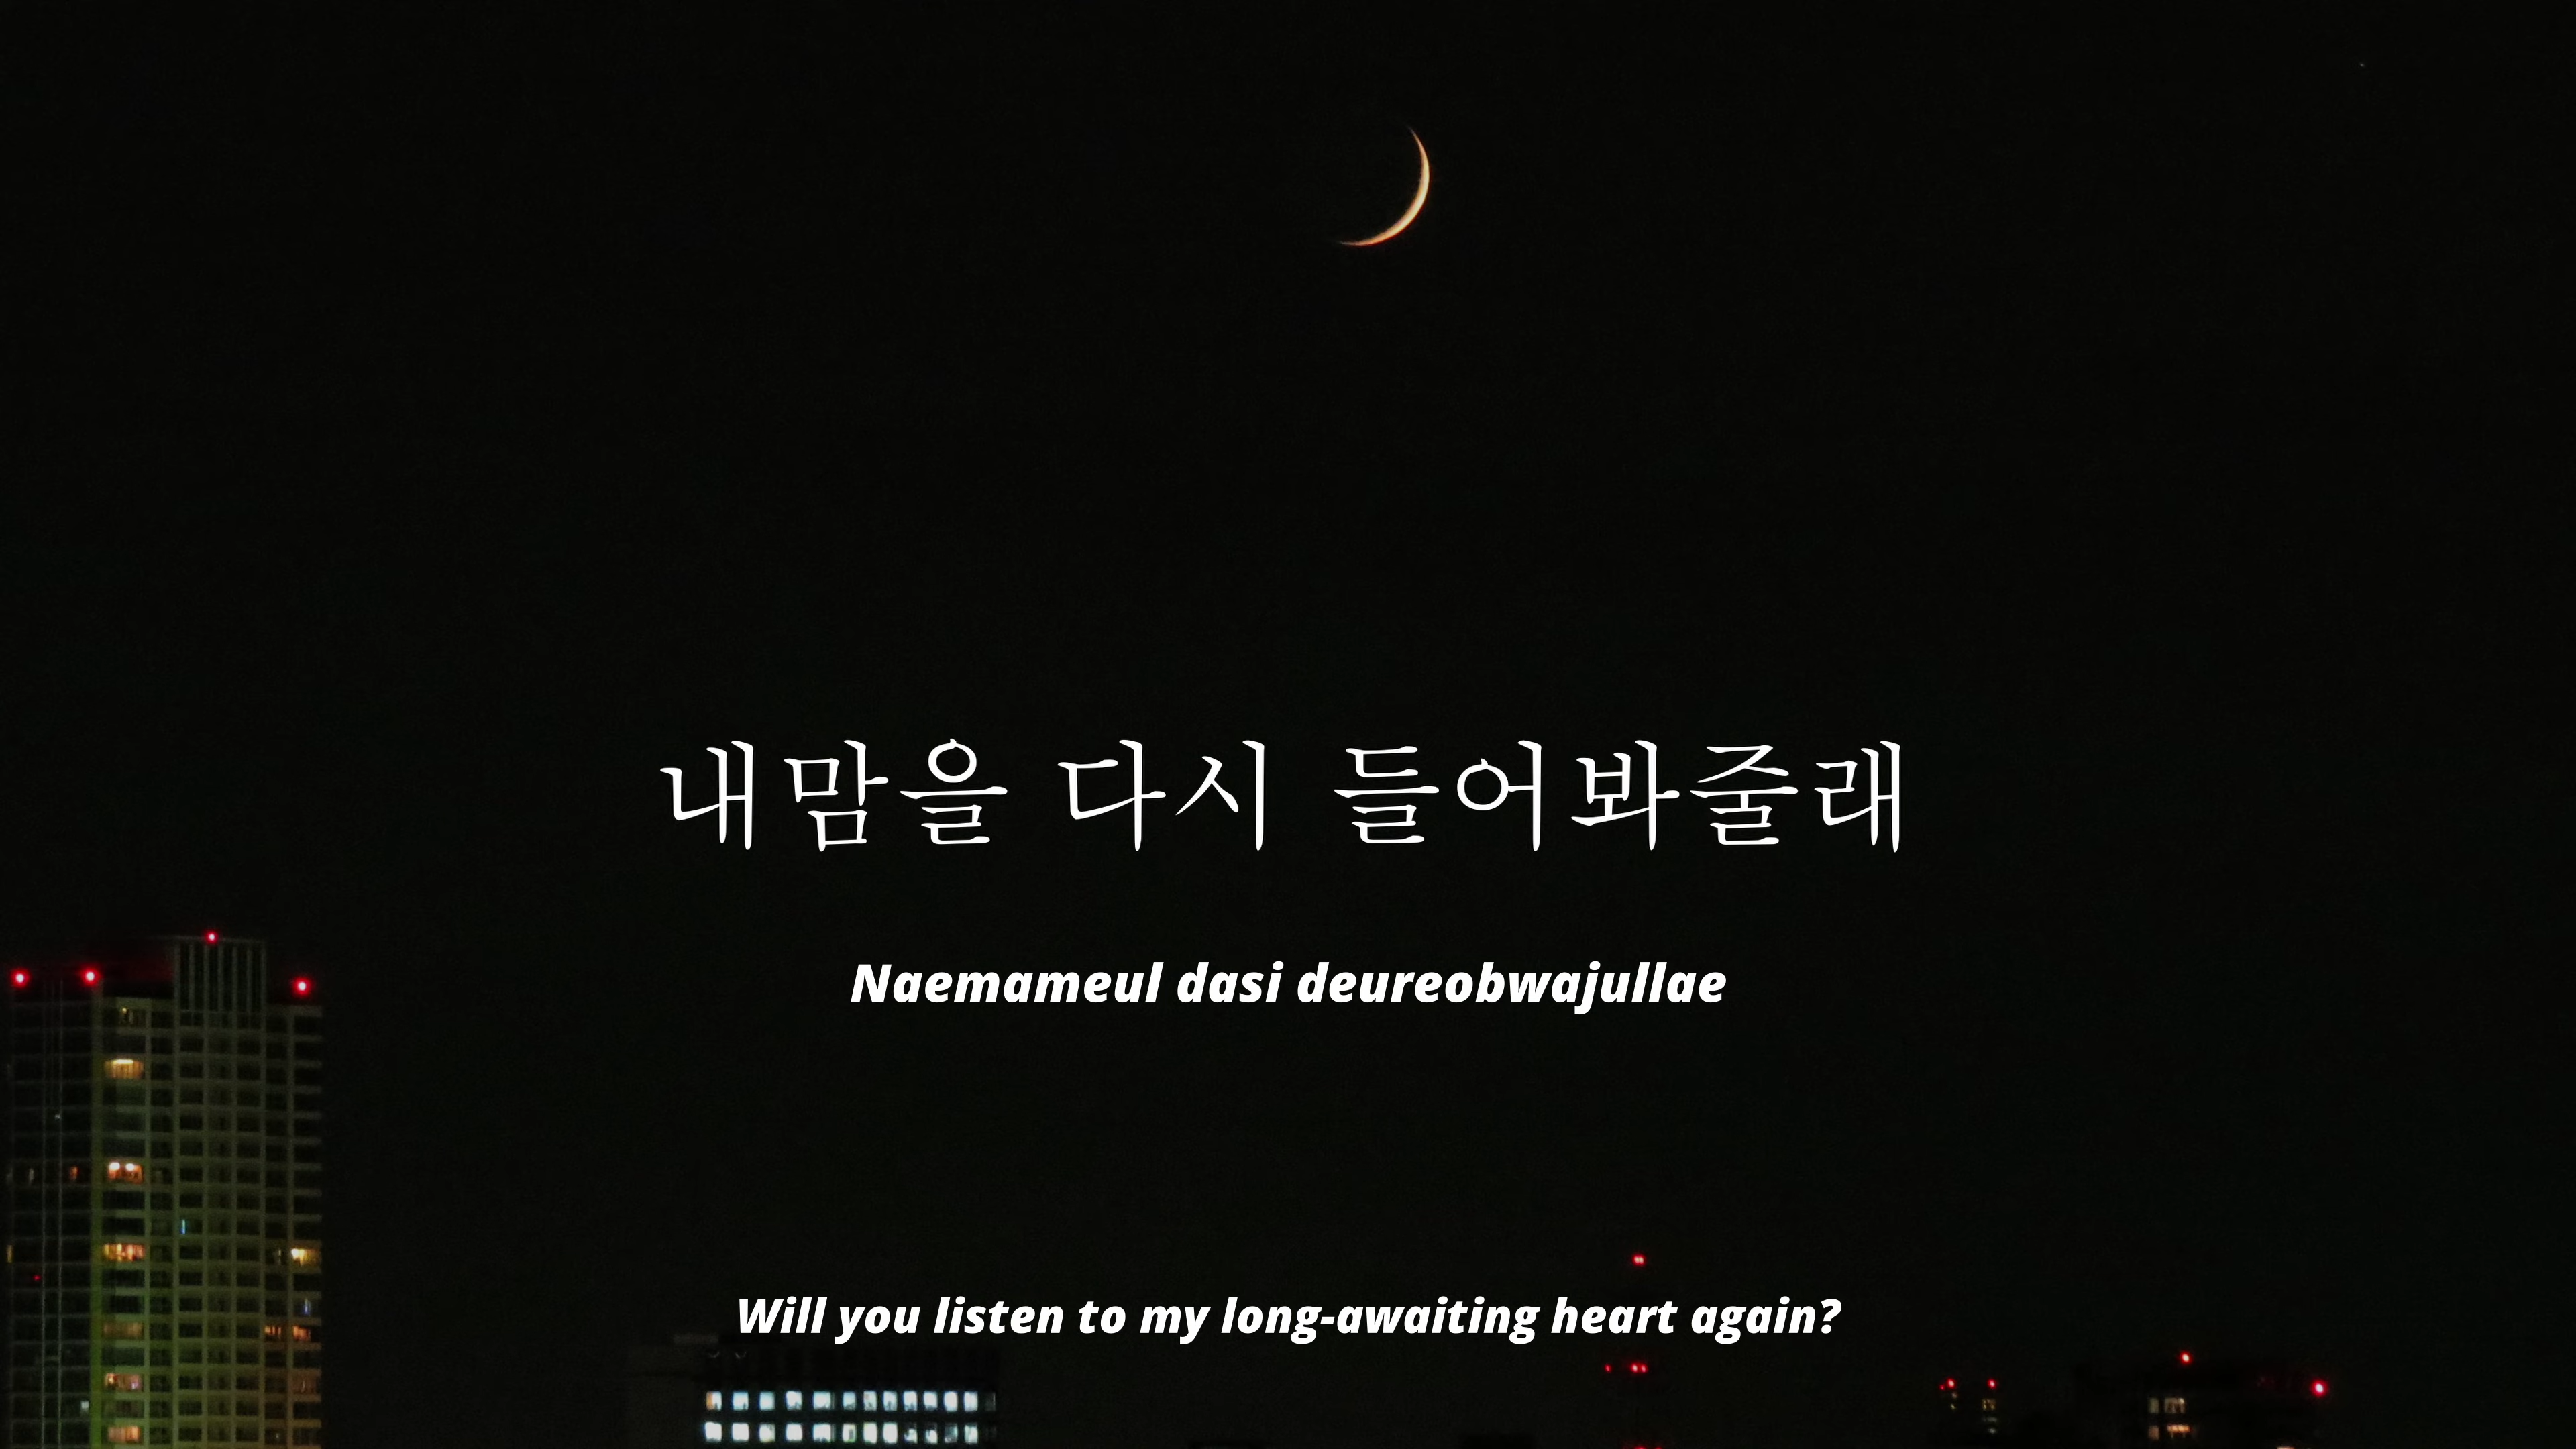 내맘을 다시 들어봐줄래
Naemameul dasi deureobwajullae
Will you listen to my long-awaiting heart again?